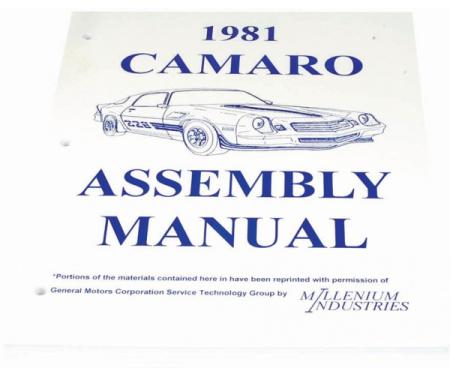 1981
CAMARO
Z28
ASSEMBLY
MANUAL
*Portions of the materials contained here in have been reprinted with permission of
General Motors Corporation Service Technology Group by
MILLENIUM
INDUSTRIES